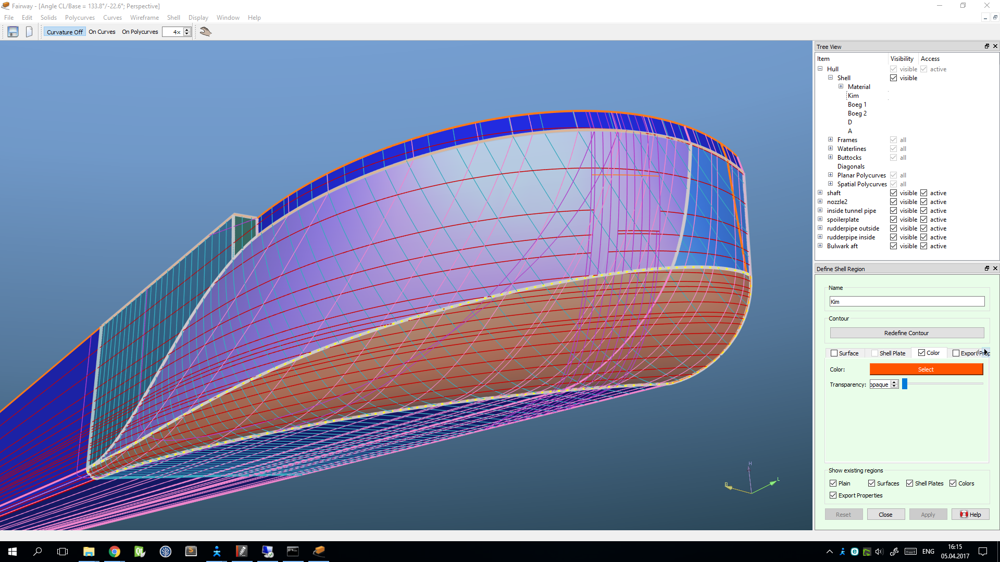 Fairway - [Angle CL/Base = 133.8°/-22.6°; Perspective]
File Edit Solids Polycurves Curves Wireframe Shell Display Window Help
Curvature Off On Curves On Polycurves 4x
Tree View
Item Visibility Access
Hull visible active
Shell visible
Material
Kim
Boeg 1
Boeg 2
D
A
Frames all
Waterlines all
Buttocks all
Diagonals
Planar Polycurves all
Spatial Polycurves all
shaft visible active
nozzle2 visible active
inside tunnel pipe visible active
spoilerplate visible active
rudderpipe outside visible active
rudderpipe inside visible active
Bulwark aft visible active
Define Shell Region
Name
Kim
Contour
Redefine Contour
Surface Shell Plate Color Export Prop
Color: Select
Transparency: opaque
Show existing regions
Plain Surfaces Shell Plates Colors
Export Properties
Reset Close Apply Help
H
B
L
ENG
16:15
05.04.2017